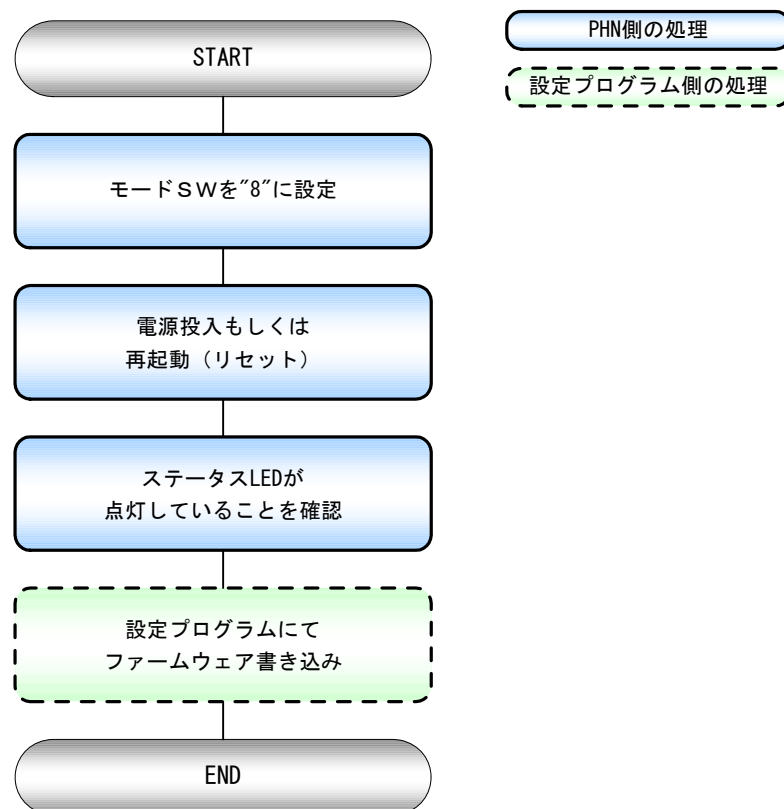 START
PHN側の処理
設定プログラム側の処理
モードＳＷを"8"に設定
電源投入もしくは
再起動（リセット）
ステータスLEDが
点灯していることを確認
設定プログラムにて
ファームウェア書き込み
END